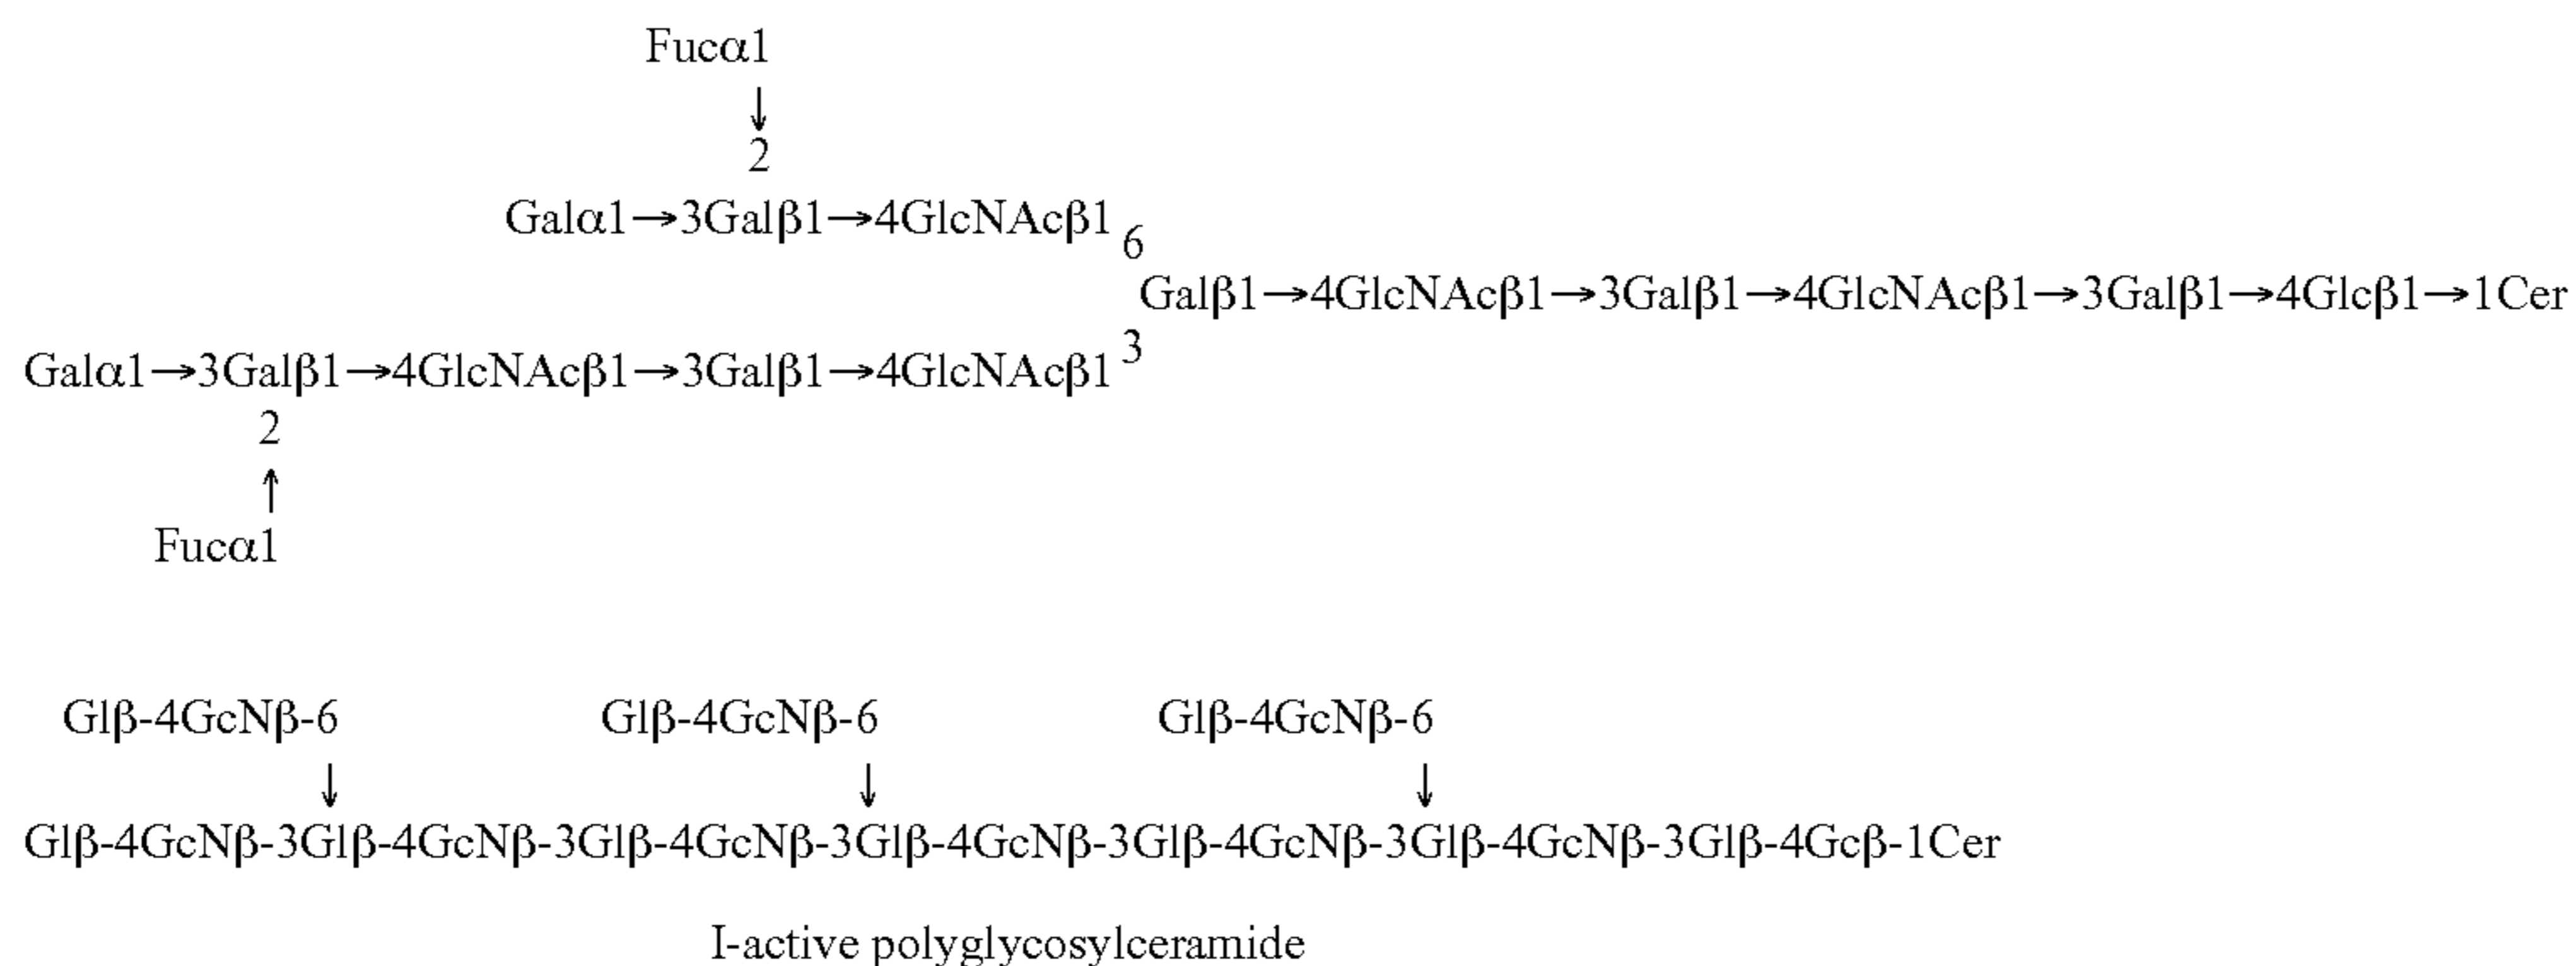 Fucα1
↓
2
Galα1→3Galβ1→4GlcNAcβ1
6
Galβ1→4GlcNAcβ1→3Galβ1→4GlcNAcβ1→3Galβ1→4Glcβ1→1Cer
3
Galα1→3Galβ1→4GlcNAcβ1→3Galβ1→4GlcNAcβ1
2
↑
Fucα1
Glβ-4GcNβ-6 Glβ-4GcNβ-6 Glβ-4GcNβ-6
↓ ↓ ↓
Glβ-4GcNβ-3Glβ-4GcNβ-3Glβ-4GcNβ-3Glβ-4GcNβ-3Glβ-4GcNβ-3Glβ-4GcNβ-3Glβ-4Gcβ-1Cer
I-active polyglycosylceramide